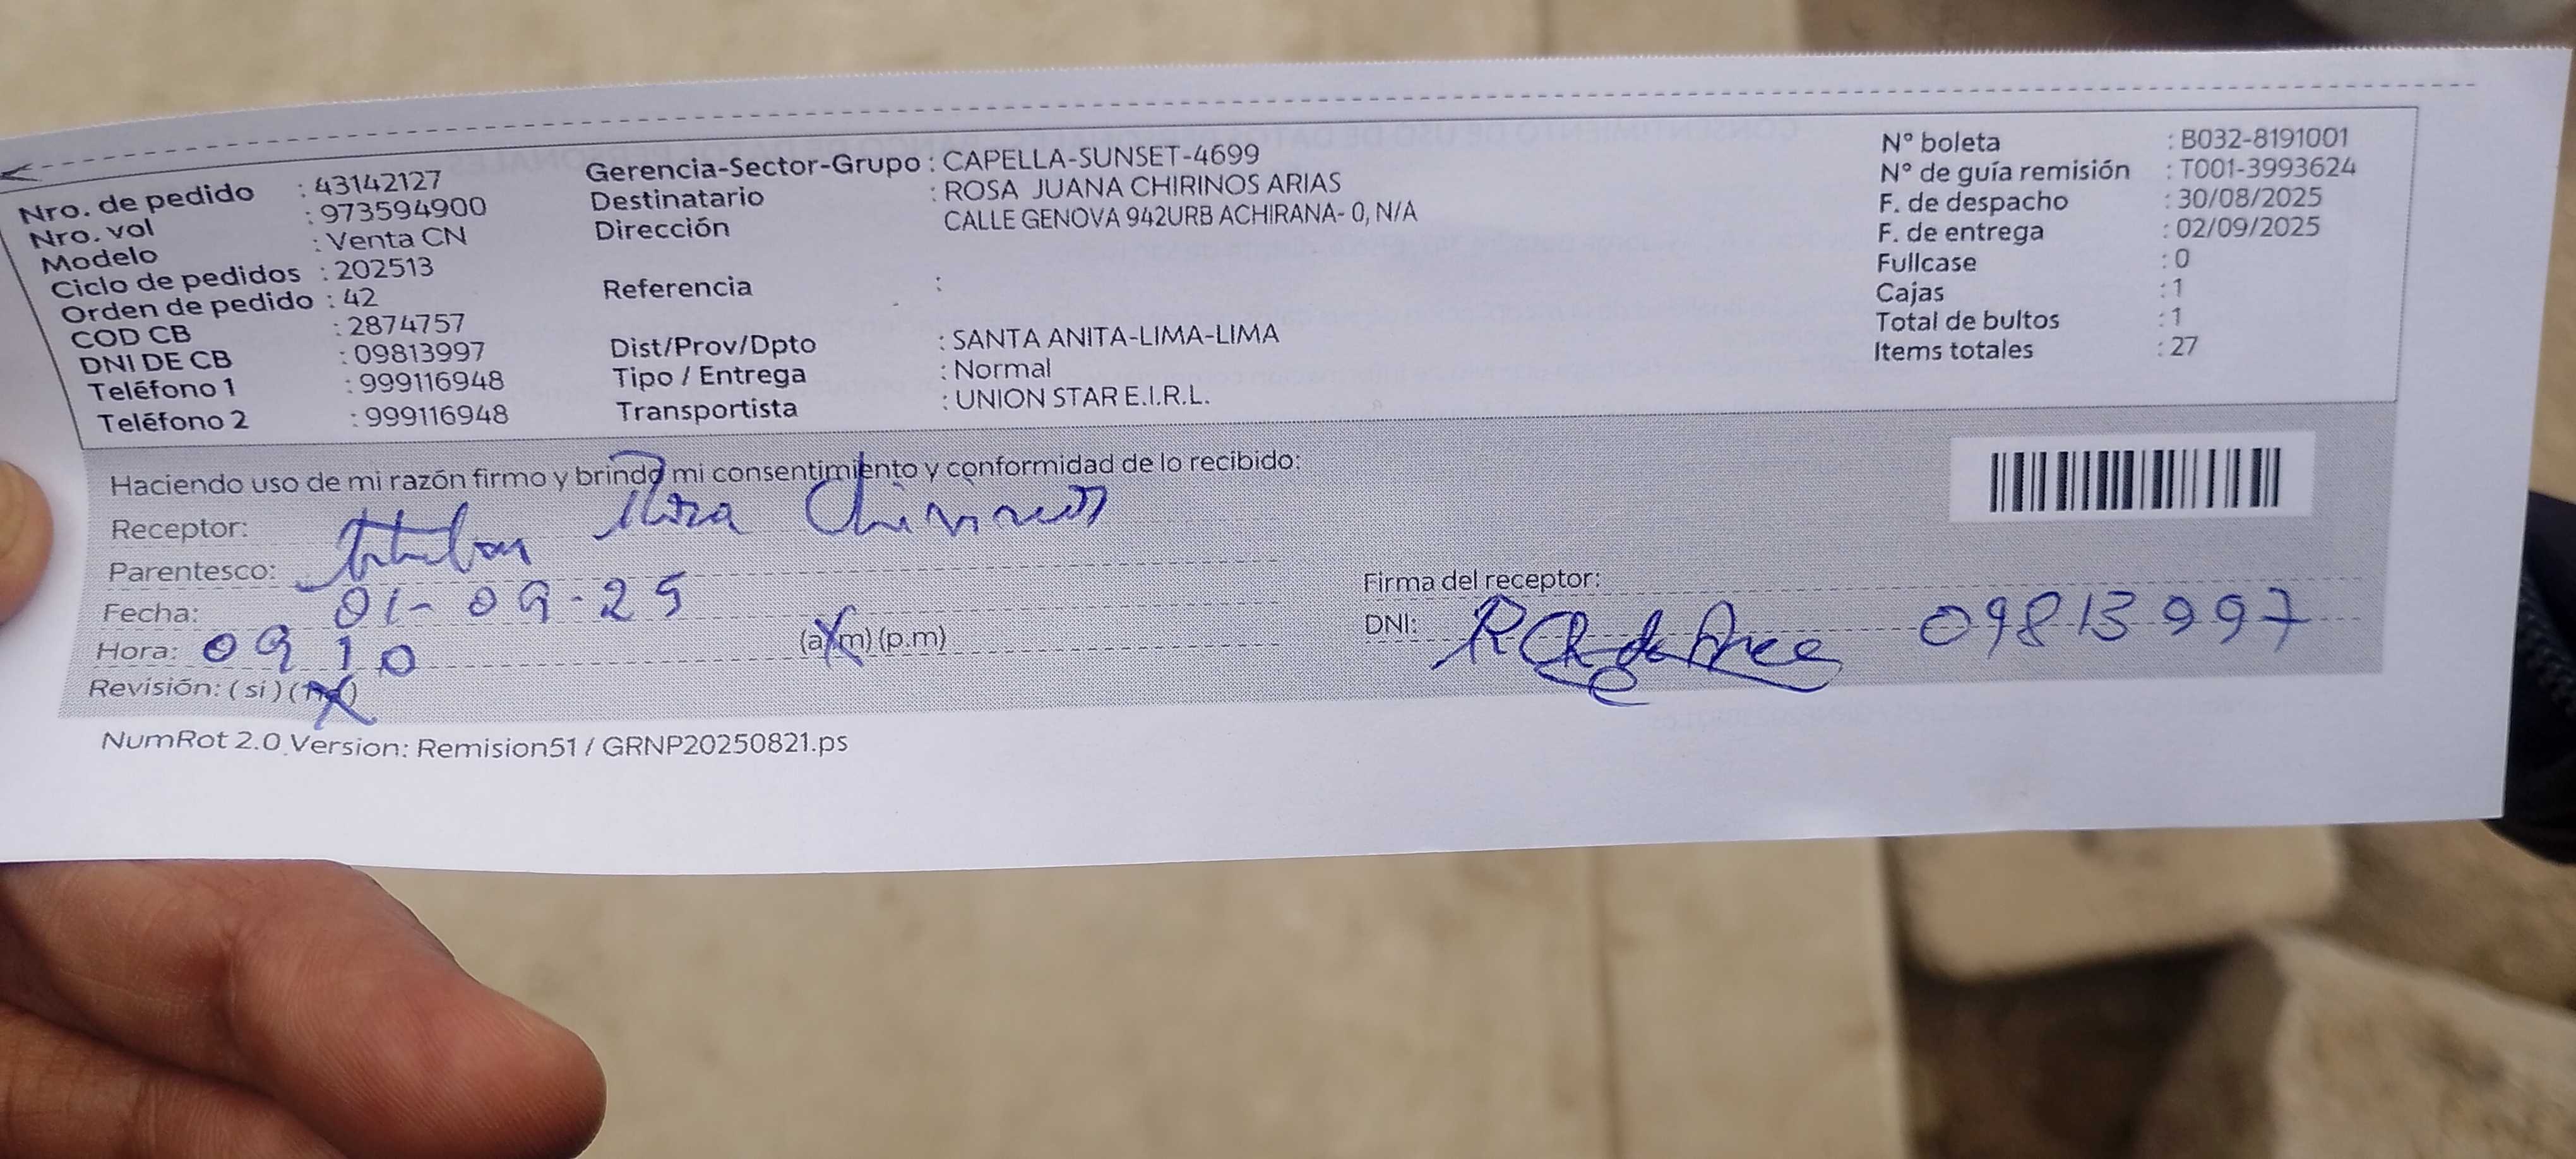 Nro. de pedido : 43142127
Nro. vol : 973594900
Modelo : Venta CN
Ciclo de pedidos : 202513
Orden de pedido : 42
COD CB : 2874757
DNI DE CB : 09813997
Teléfono 1 : 999116948
Teléfono 2 : 999116948
Gerencia-Sector-Grupo : CAPELLA-SUNSET-4699
Destinatario : ROSA JUANA CHIRINOS ARIAS
Dirección CALLE GENOVA 942URB ACHIRANA- 0, N/A
Referencia :
Dist/Prov/Dpto : SANTA ANITA-LIMA-LIMA
Tipo / Entrega : Normal
Transportista : UNION STAR E.I.R.L.
N° boleta : B032-8191001
N° de guía remisión : T001-3993624
F. de despacho : 30/08/2025
F. de entrega : 02/09/2025
Fullcase : 0
Cajas : 1
Total de bultos : 1
Items totales : 27
Haciendo uso de mi razón firmo y brindo mi consentimiento y conformidad de lo recibido:
Receptor: Rosa Chirinos
Parentesco:
Fecha: 01-09-25
Hora: 09 10 (a.m) (p.m)
Revisión: ( si ) (no)
Firma del receptor:
DNI: 09813997
NumRot 2.0 Version: Remision51 / GRNP20250821.ps